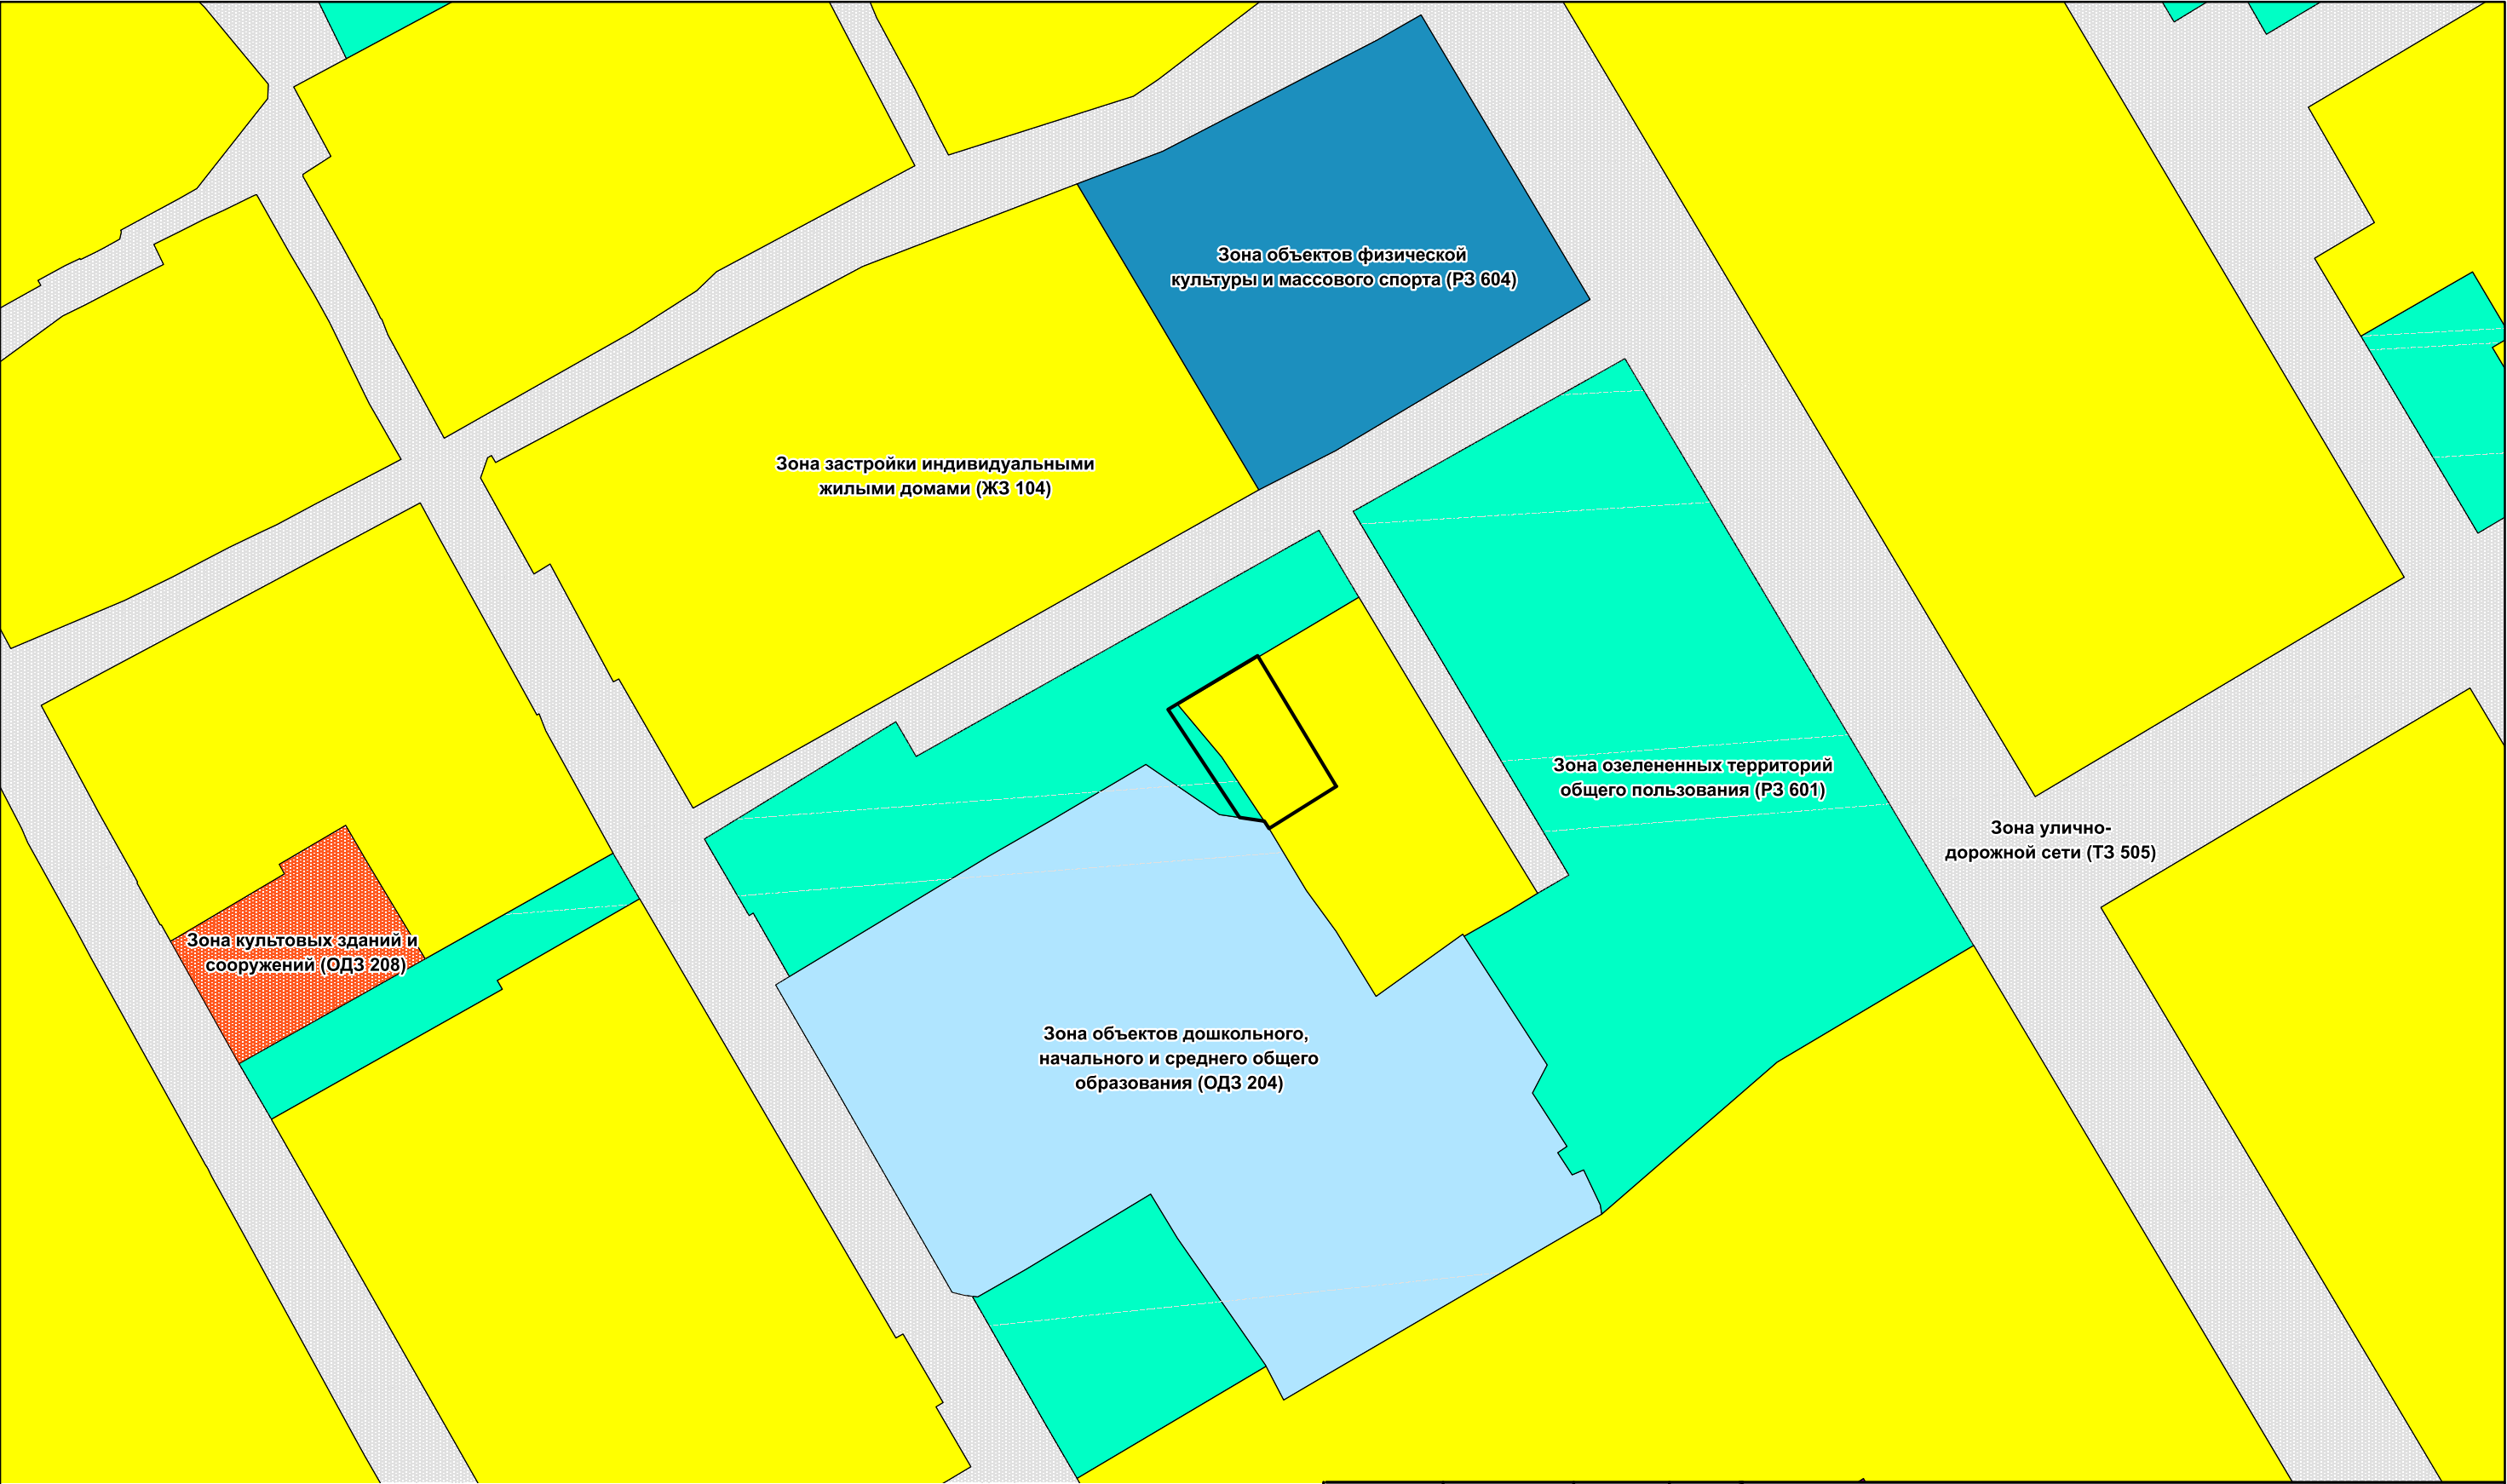 Зона объектов физической
культуры и массового спорта (РЗ 604)
Зона застройки индивидуальными
жилыми домами (ЖЗ 104)
Зона озелененных территорий
общего пользования (РЗ 601)
Зона улично-
дорожной сети (ТЗ 505)
Зона культовых зданий и
сооружений (ОДЗ 208)
Зона объектов дошкольного,
начального и среднего общего
образования (ОДЗ 204)